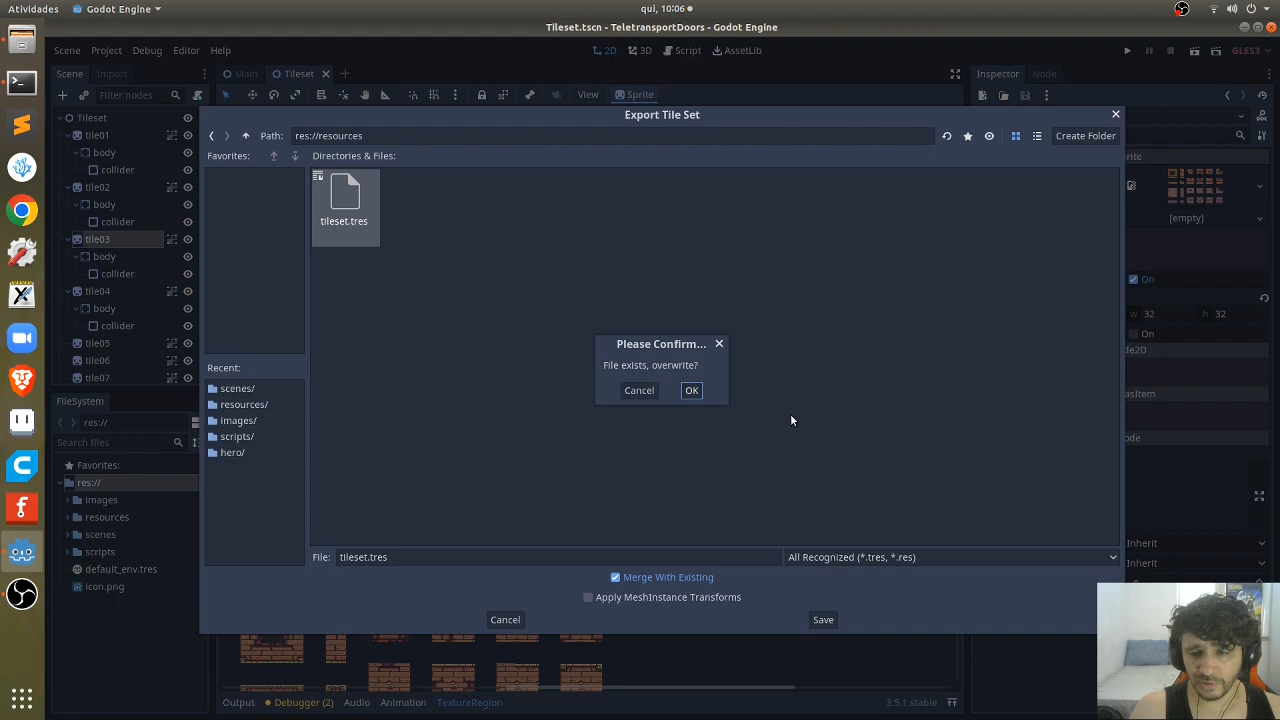 Atividades
Godot Engine
qui, 10:06
Tileset.tscn - TeletransportDoors - Godot Engine
Scene
Project
Debug
Editor
Help
2D
3D
Script
AssetLib
GLES3
Scene
Import
Main
Tileset
Inspector
Node
Filter nodes
View
Sprite
Tileset
tile01
body
collider
tile02
body
collider
tile03
body
collider
tile04
body
collider
tile05
tile06
tile07
Export Tile Set
Path:
res://resources
Create Folder
Favorites:
Directories & Files:
tileset.tres
Recent:
scenes/
resources/
images/
scripts/
hero/
Please Confirm...
File exists, overwrite?
Cancel
OK
File:
tileset.tres
All Recognized (*.tres, *.res)
Merge With Existing
Apply MeshInstance Transforms
Cancel
Save
FileSystem
res://
Search files
Favorites:
res://
images
resources
scenes
scripts
default_env.tres
icon.png
[empty]
On
w 32
h 32
On
Inherit
Inherit
Output
Debugger (2)
Audio
Animation
TextureRegion
3.5.1.stable